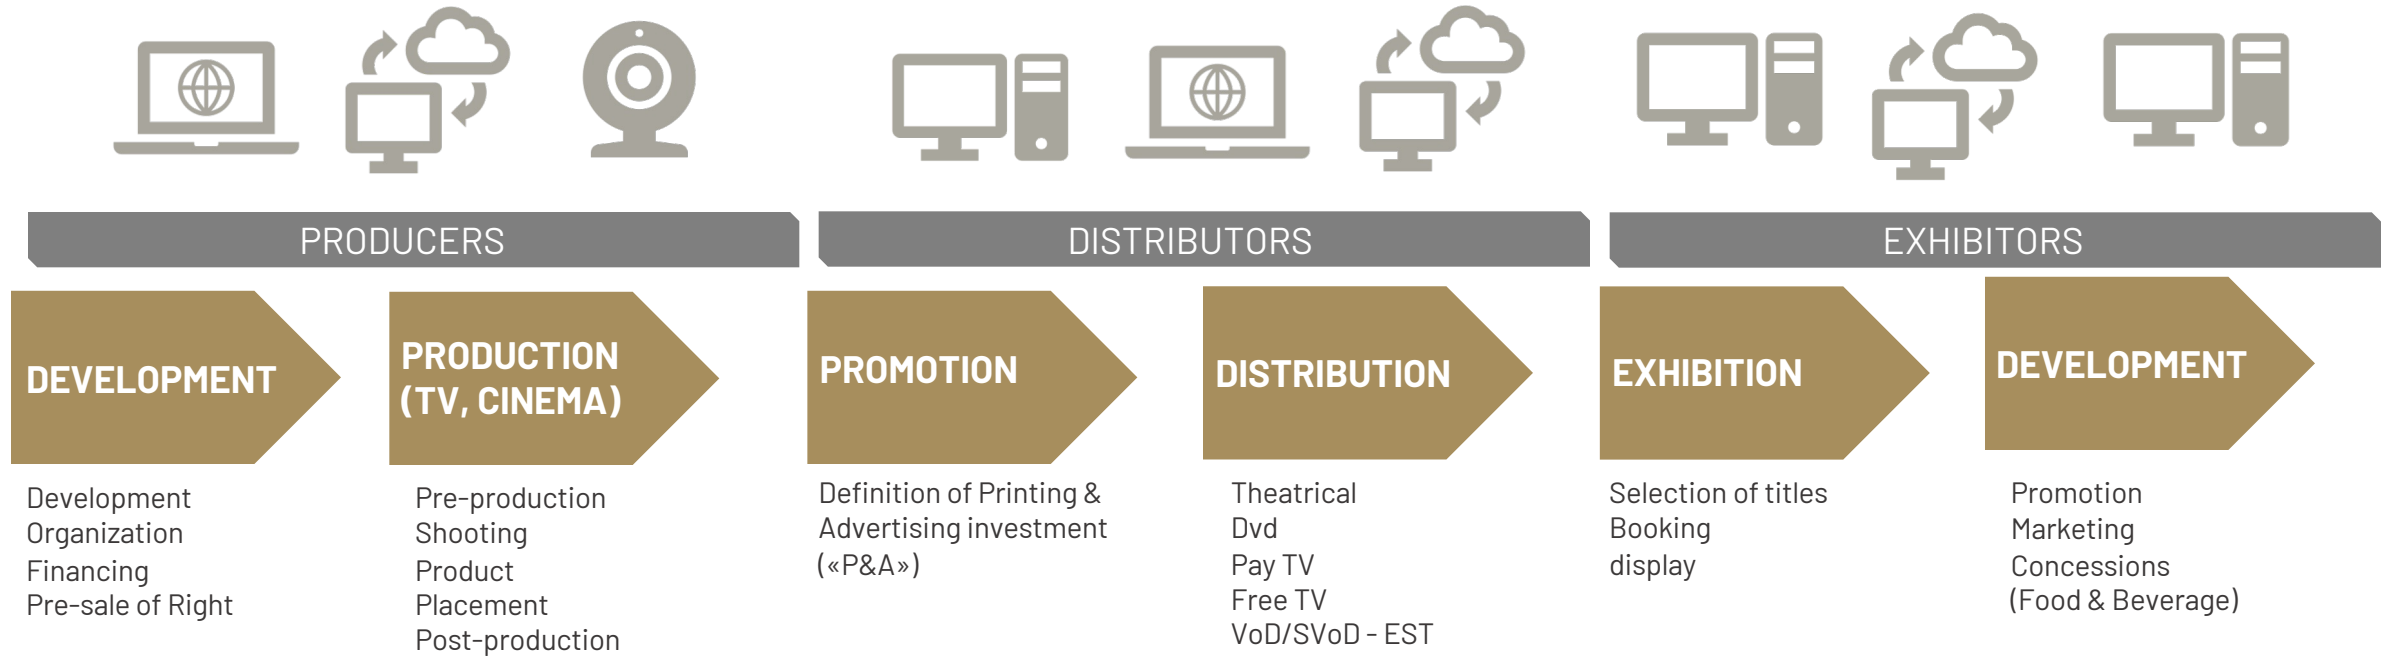 PRODUCERS
DISTRIBUTORS
EXHIBITORS
DEVELOPMENT
PRODUCTION
(TV, CINEMA)
PROMOTION
DISTRIBUTION
EXHIBITION
DEVELOPMENT
Development
Organization
Financing
Pre-sale of Right
Pre-production
Shooting
Product
Placement
Post-production
Definition of Printing &
Advertising investment
(«P&A»)
Theatrical
Dvd
Pay TV
Free TV
VoD/SVoD - EST
Selection of titles
Booking
display
Promotion
Marketing
Concessions
(Food & Beverage)